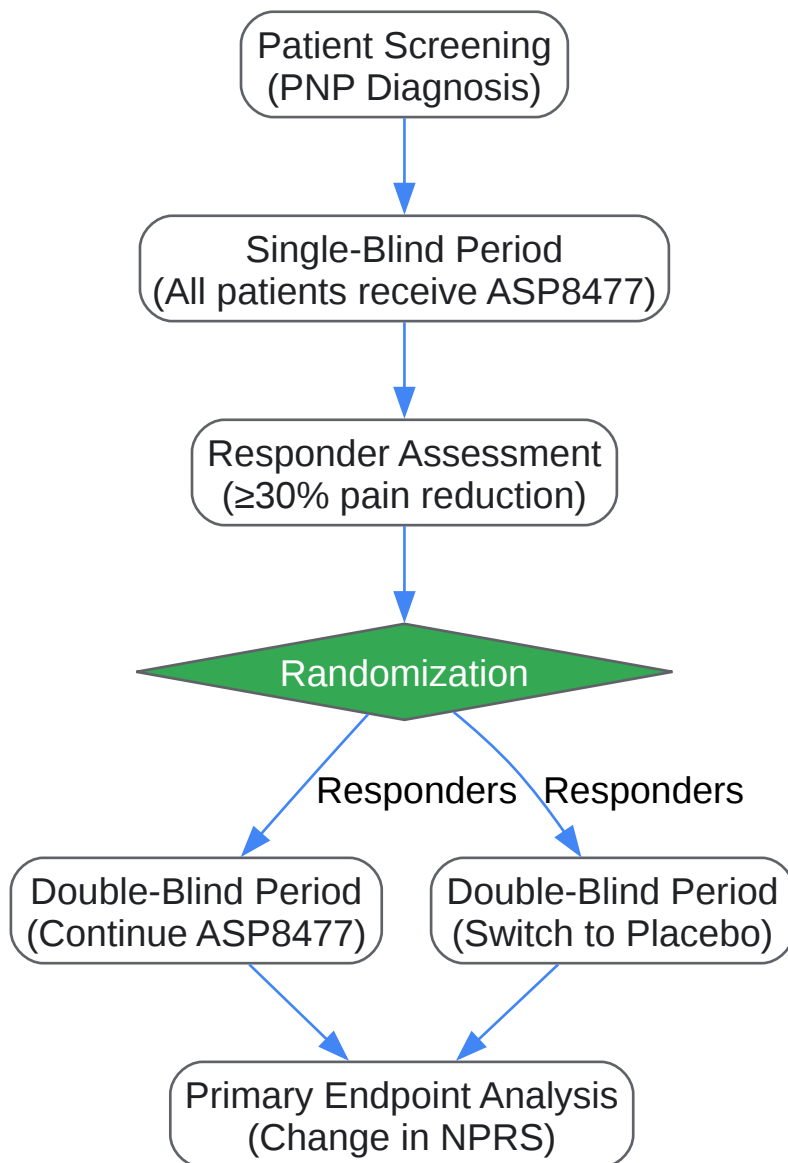 Patient Screening
(PNP Diagnosis)
Single-Blind Period
(All patients receive ASP8477)
Responder Assessment
(≥30% pain reduction)
Randomization
Responders
Responders
Double-Blind Period
(Continue ASP8477)
Double-Blind Period
(Switch to Placebo)
Primary Endpoint Analysis
(Change in NPRS)